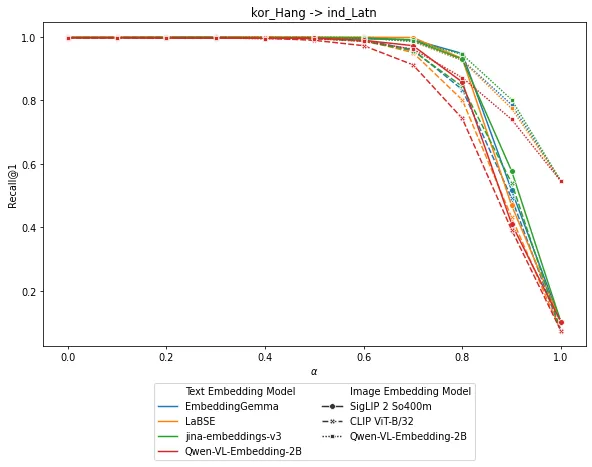 kor_Hang -> ind_Latn
1.0
0.8
0.6
0.4
0.2
Recall@1
0.0 0.2 0.4 0.6 0.8 1.0
α
Text Embedding Model Image Embedding Model
EmbeddingGemma SigLIP 2 So400m
LaBSE CLIP ViT-B/32
jina-embeddings-v3 Qwen-VL-Embedding-2B
Qwen-VL-Embedding-2B